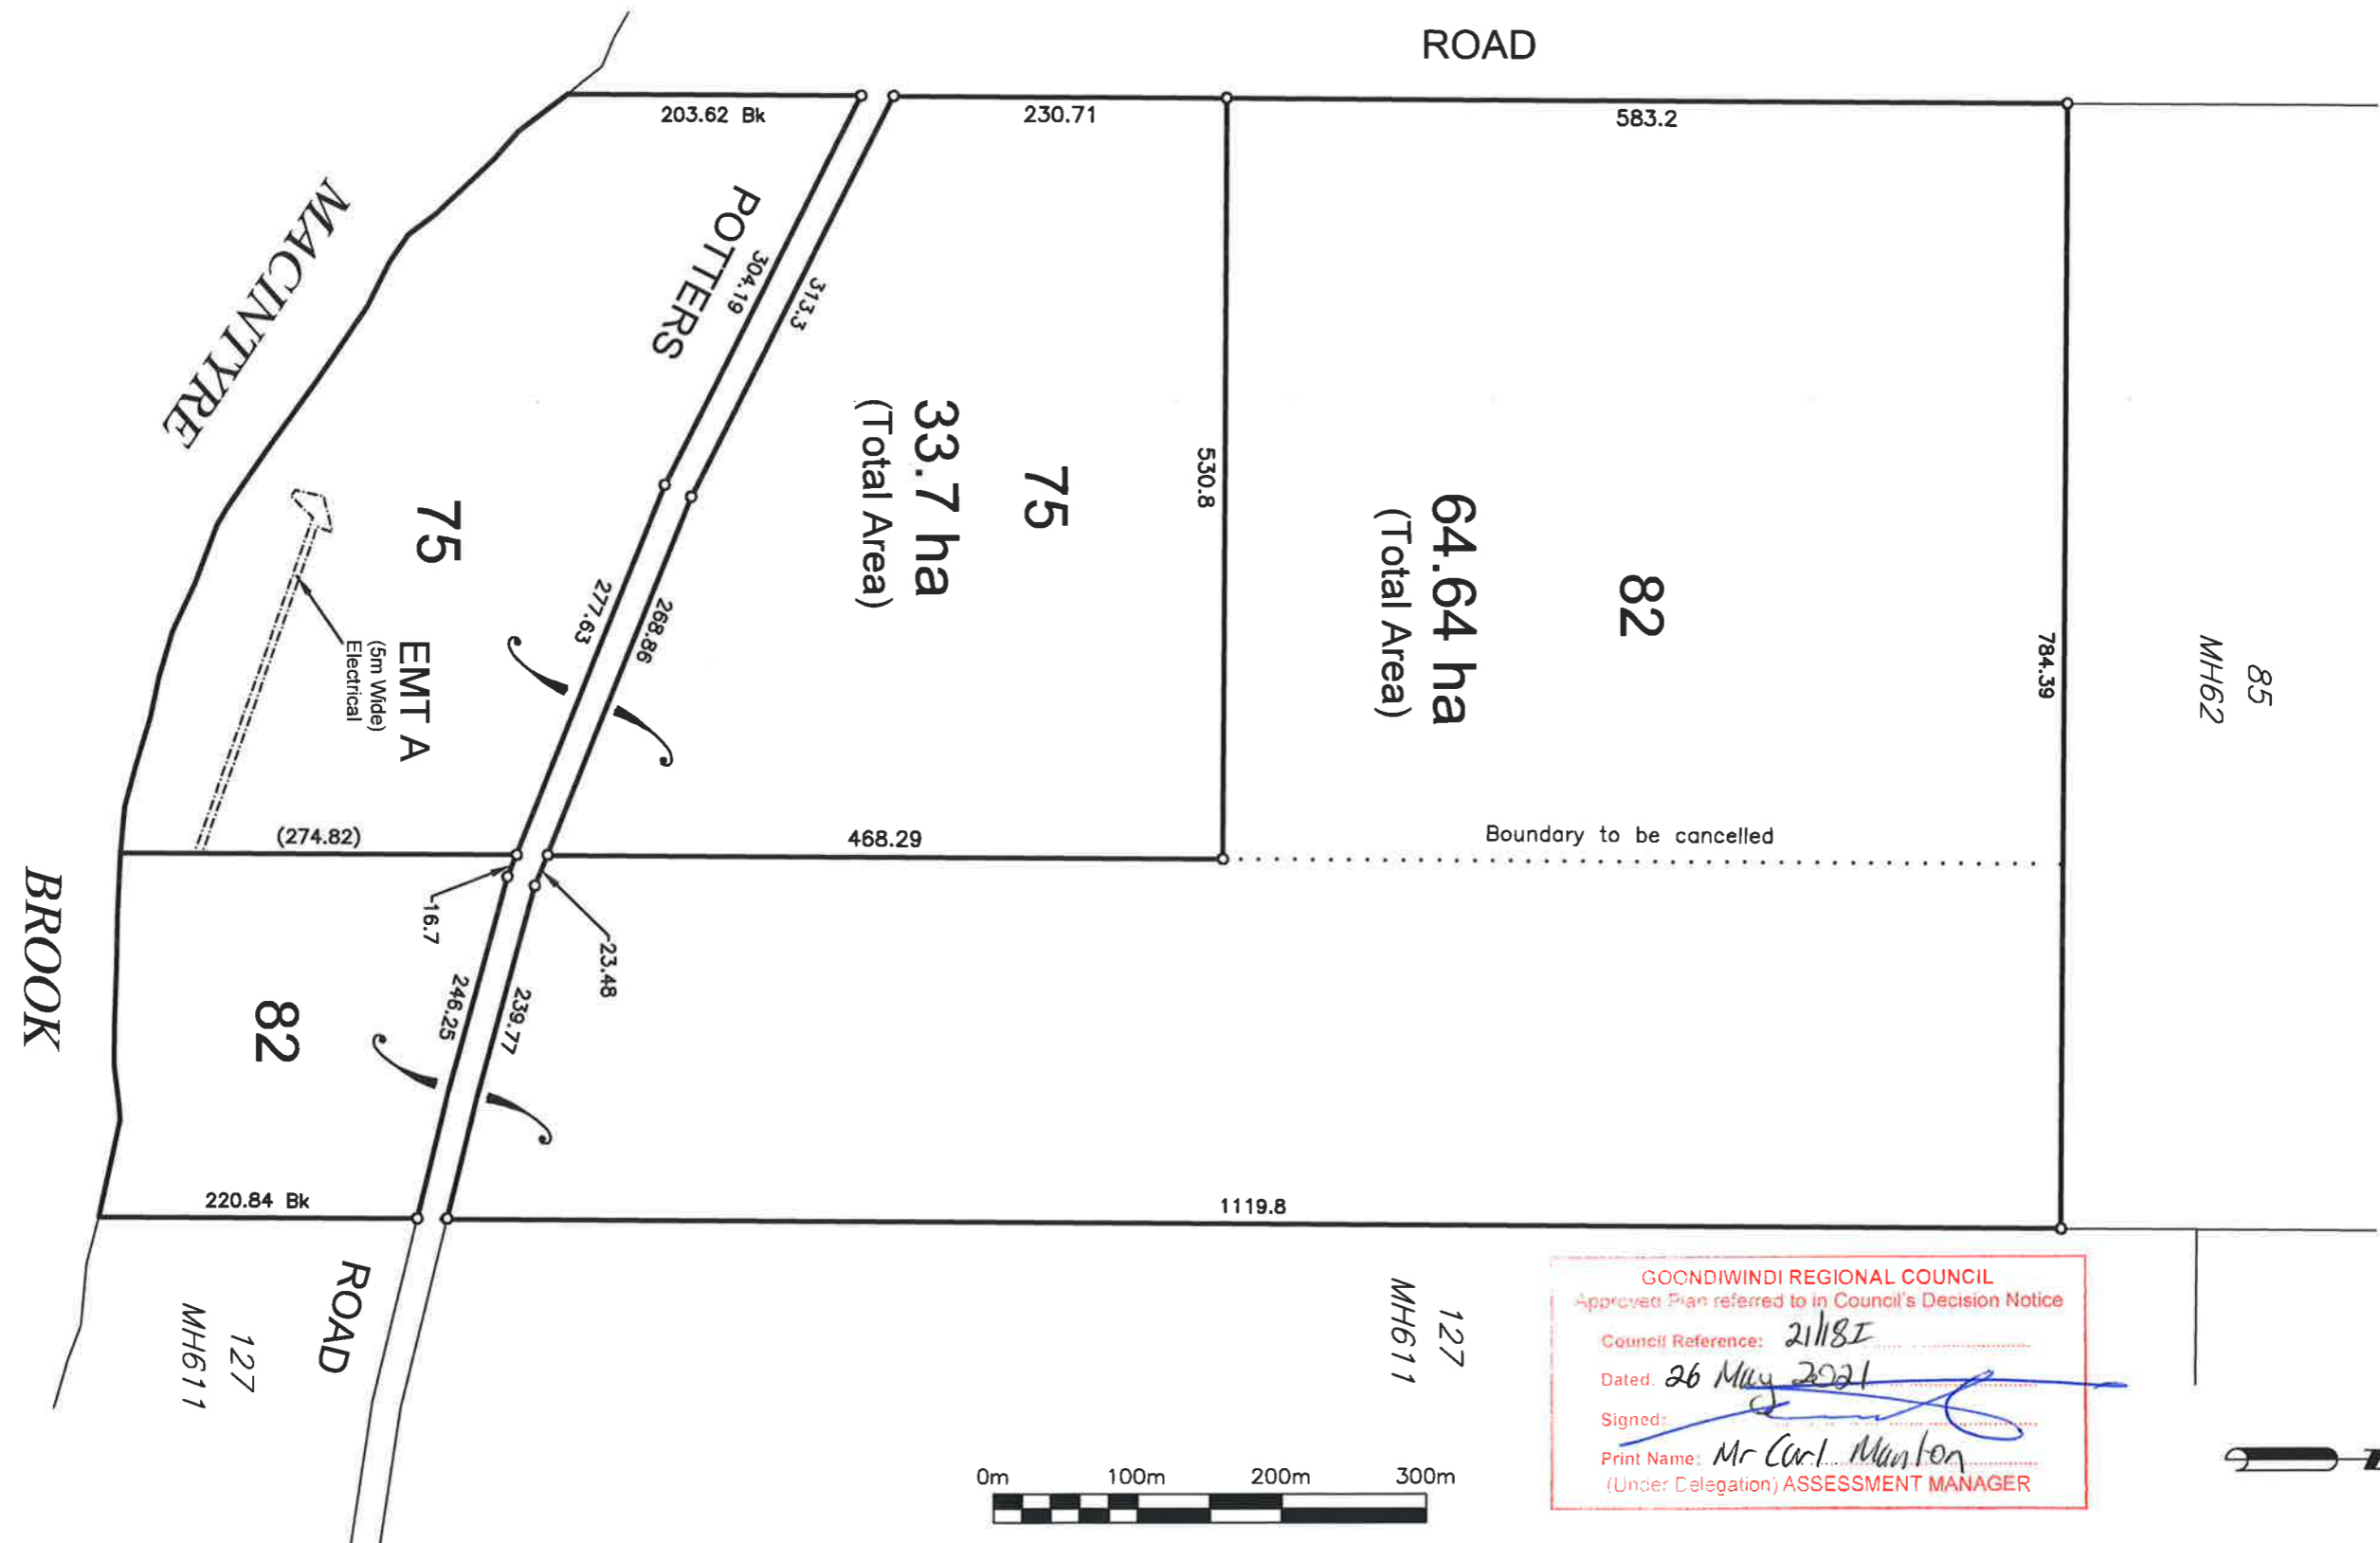 ROAD
203.62 Bk
230.71
583.2
MACINTYRE
POTTERS
304.19
313.3
33.7 ha
(Total Area)
75
530.8
64.64 ha
(Total Area)
82
784.39
85
MH62
75
EMT A
(5m Wide)
Electrical
277.63
268.86
(274.82)
468.29
Boundary to be cancelled
BROOK
16.7
23.48
82
246.25
239.77
220.84 Bk
1119.8
ROAD
127
MH611
127
MH611
0m 100m 200m 300m
GOONDIWINDI REGIONAL COUNCIL
Approved Plan referred to in Council's Decision Notice
Council Reference: 21/18I
Dated: 26 May 2021
Signed:
Print Name: Mr Carl Manton
(Under Delegation) ASSESSMENT MANAGER